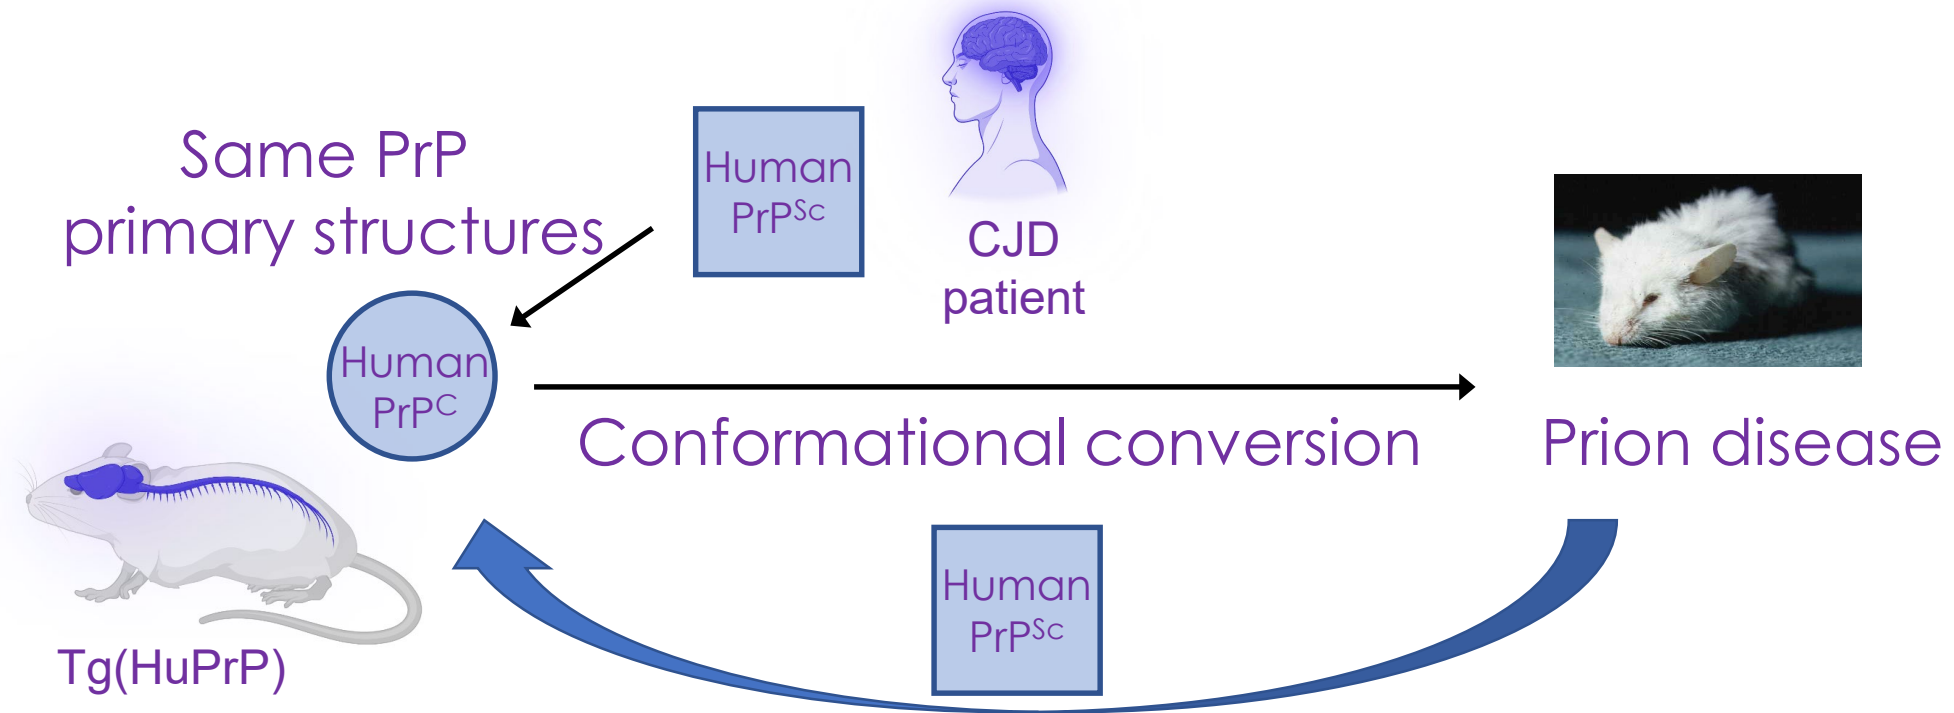 Same PrP
primary structures
Human
PrPSc
CJD
patient
Human
PrPC
Conformational conversion
Prion disease
Human
PrPSc
Tg(HuPrP)